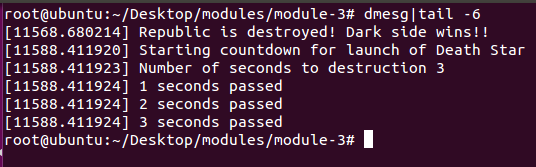 root@ubuntu:~/Desktop/modules/module-3# dmesg|tail -6
[11568.680214] Republic is destroyed! Dark side wins!!
[11588.411920] Starting countdown for launch of Death Star
[11588.411923] Number of seconds to destruction 3
[11588.411924] 1 seconds passed
[11588.411924] 2 seconds passed
[11588.411924] 3 seconds passed
root@ubuntu:~/Desktop/modules/module-3#